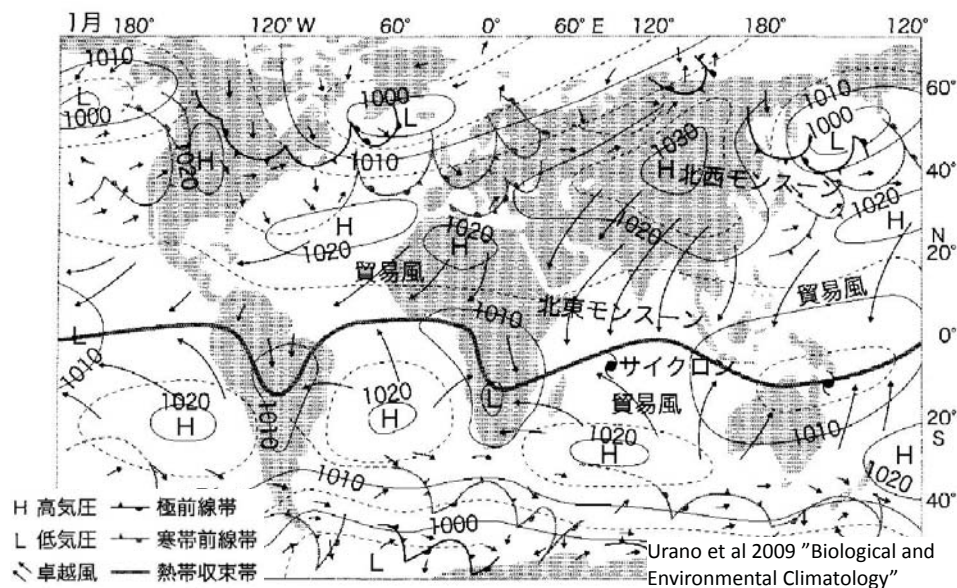 1月 180° 120°W 60° 0° 60°E 120° 180° 120°
1010
L
1000
1000
L
1010
1010
1000
L
60°
1020
H
1030
H
北西モンスーン
40°
H
1020
1020
H
1020
1020
H
N
20°
貿易風
北東モンスーン
貿易風
L
1010
1010
0°
サイクロン
1020
H
1010
1020
H
L
貿易風
1020
H
1010
20°
S
H
1020
1010
1010
40°
1000
L
H 高気圧 極前線帯
L 低気圧 寒帯前線帯
卓越風 熱帯収束帯
Urano et al 2009 ”Biological and
Environmental Climatology”